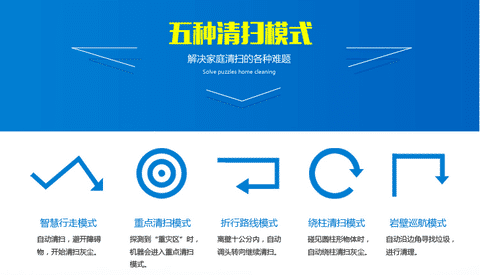 五种清扫模式
解决家庭清扫的各种难题
Solve puzzles home cleaning
智慧行走模式
自动清扫，避开障碍
物，开始清扫灰尘。
重点清扫模式
探测到“重灾区”时，
机器会进入重点清扫
模式。
折行路线模式
离壁十公分内，自动
调头转向继续清扫。
绕柱清扫模式
碰见圆柱形物体时，
自动绕柱清扫灰尘。
岩壁巡航模式
自动沿边角寻找垃圾，
进行清理。